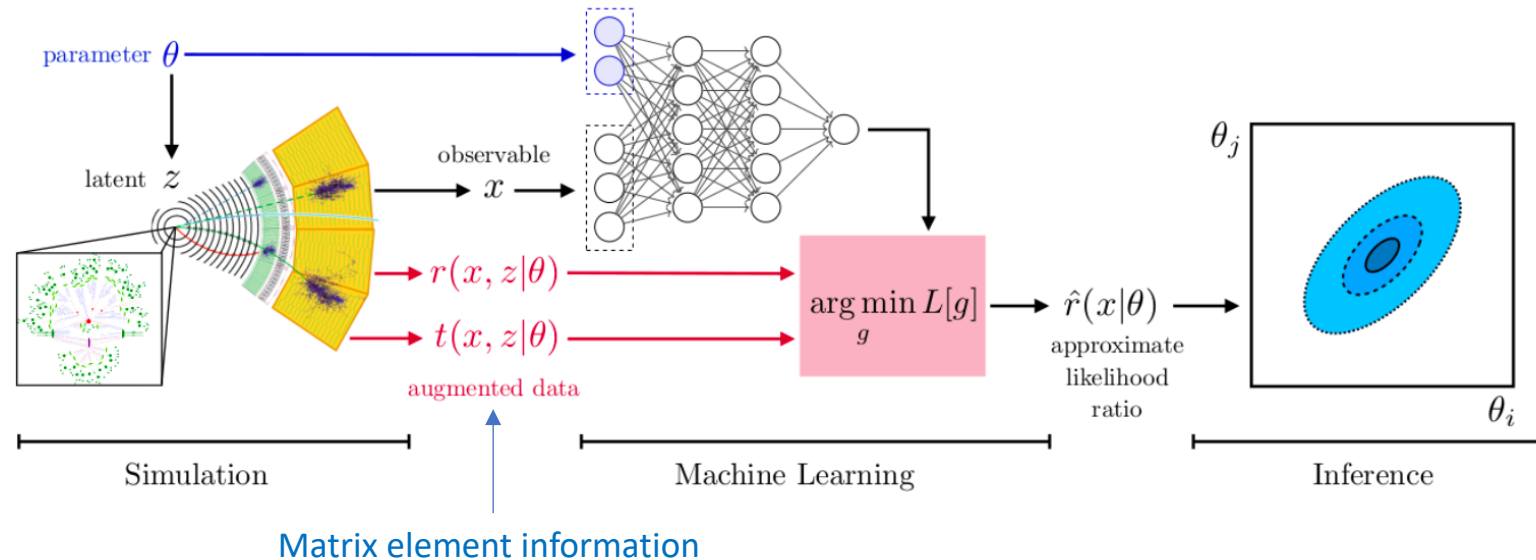 parameter θ
latent z
observable
x
r(x, z|θ)
t(x, z|θ)
augmented data
arg min L[g]
g
r̂(x|θ)
approximate
likelihood
ratio
θj
θi
Simulation
Machine Learning
Inference
Matrix element information